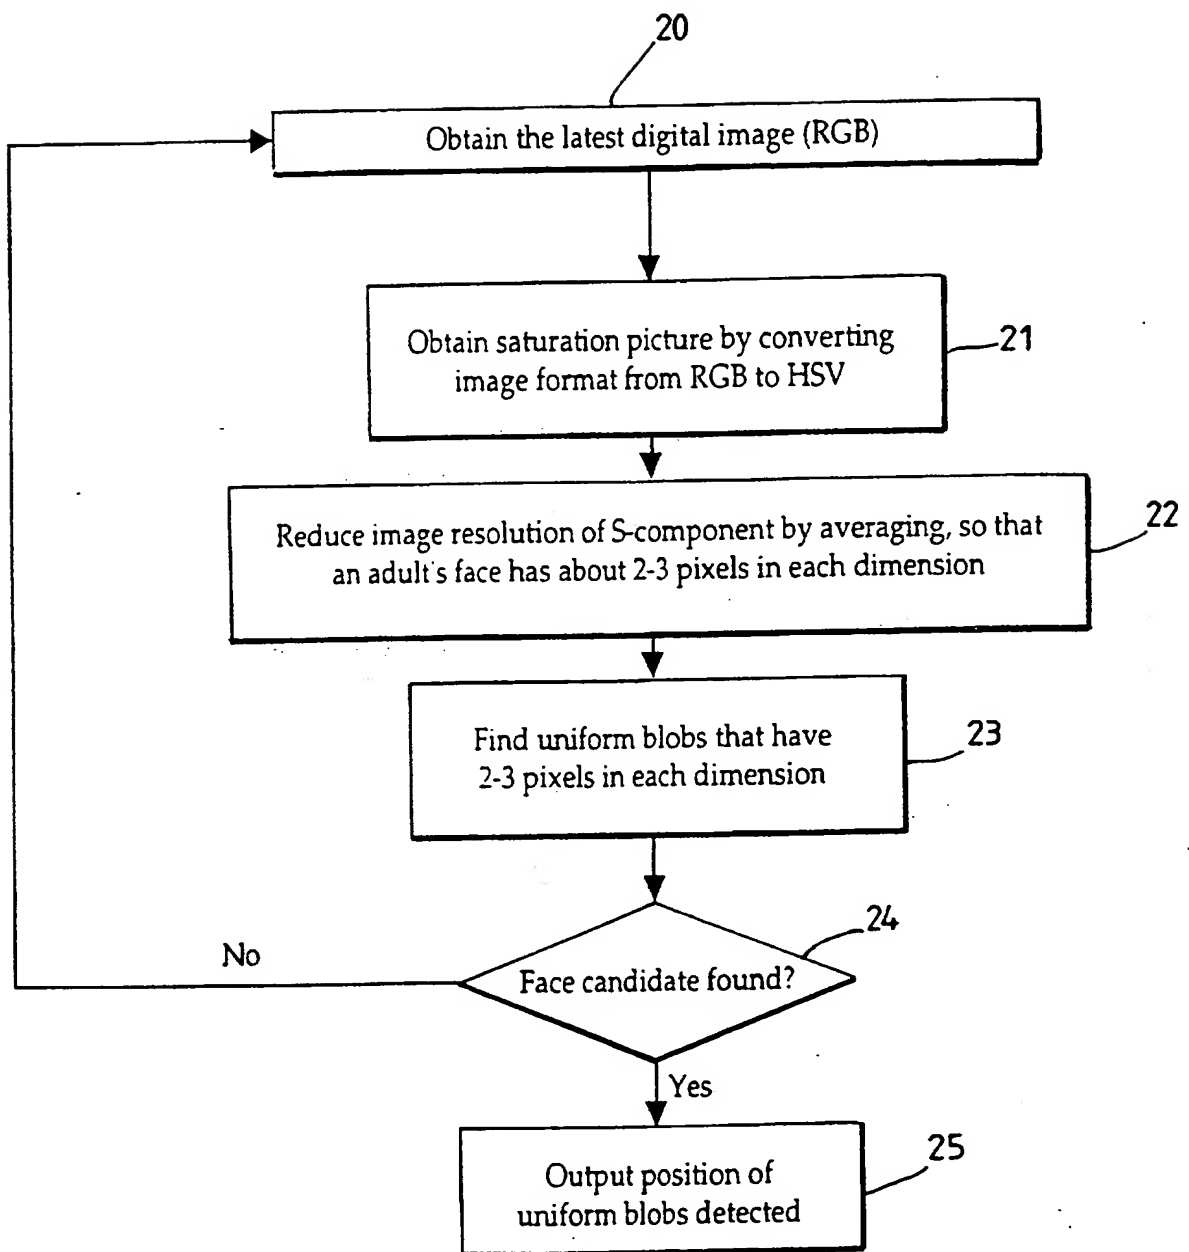 20
Obtain the latest digital image (RGB)
Obtain saturation picture by converting
image format from RGB to HSV
21
Reduce image resolution of S-component by averaging, so that
an adult's face has about 2-3 pixels in each dimension
22
Find uniform blobs that have
2-3 pixels in each dimension
23
24
No
Face candidate found?
Yes
Output position of
uniform blobs detected
25